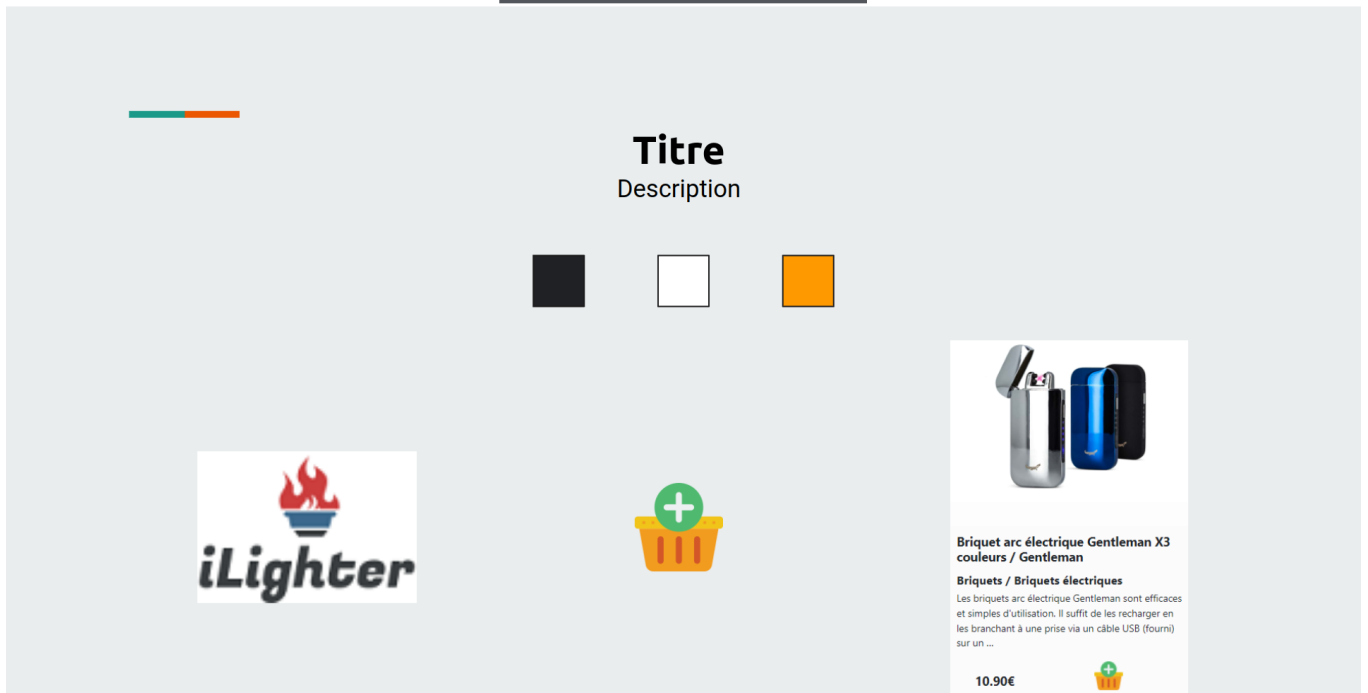 Titre
Description
iLighter
Briquet arc électrique Gentleman X3
couleurs / Gentleman
Briquets / Briquets électriques
Les briquets arc électrique Gentleman sont efficaces
et simples d'utilisation. Il suffit de les recharger en
les branchant à une prise via un câble USB (fourni)
sur un ...
10.90€